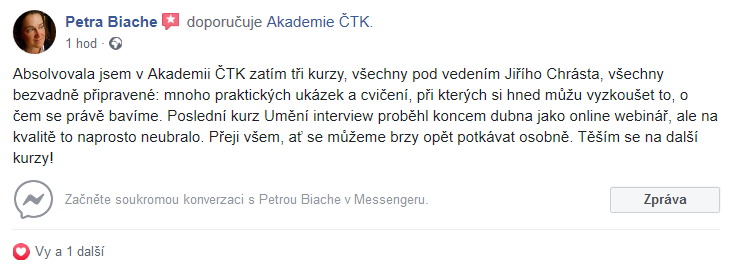 Petra Biache doporučuje Akademie ČTK.
1 hod ·
Absolvovala jsem v Akademii ČTK zatím tři kurzy, všechny pod vedením Jiřího Chrásta, všechny
bezvadně připravené: mnoho praktických ukázek a cvičení, při kterých si hned můžu vyzkoušet to, o
čem se právě bavíme. Poslední kurz Umění interview proběhl koncem dubna jako online webinář, ale na
kvalitě to naprosto neubralo. Přeji všem, ať se můžeme brzy opět potkávat osobně. Těším se na další
kurzy!
Začněte soukromou konverzaci s Petrou Biache v Messengeru.
Zpráva
Vy a 1 další